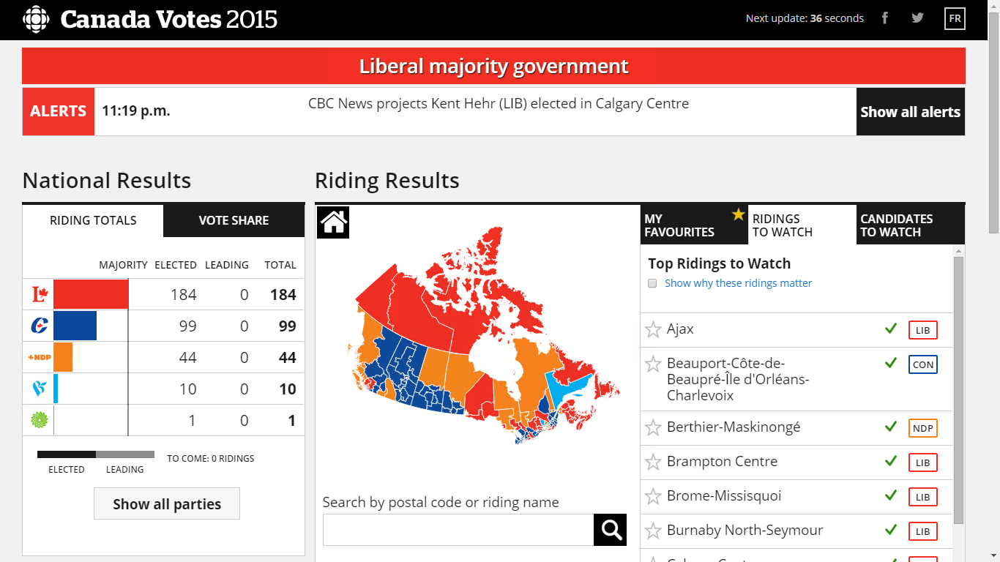 Canada Votes 2015
Next update: 36 seconds
FR
Liberal majority government
ALERTS
11:19 p.m.
CBC News projects Kent Hehr (LIB) elected in Calgary Centre
Show all alerts
National Results
RIDING TOTALS
VOTE SHARE
MAJORITY ELECTED LEADING TOTAL
L 184 0 184
C 99 0 99
NDP 44 0 44
10 0 10
1 0 1
ELECTED LEADING
TO COME: 0 RIDINGS
Show all parties
Riding Results
Search by postal code or riding name
MY
FAVOURITES
RIDINGS
TO WATCH
CANDIDATES
TO WATCH
Top Ridings to Watch
Show why these ridings matter
Ajax LIB
Beauport-Côte-de-
Beaupré-Île d'Orléans-
Charlevoix
CON
Berthier-Maskinongé NDP
Brampton Centre LIB
Brome-Missisquoi LIB
Burnaby North-Seymour LIB